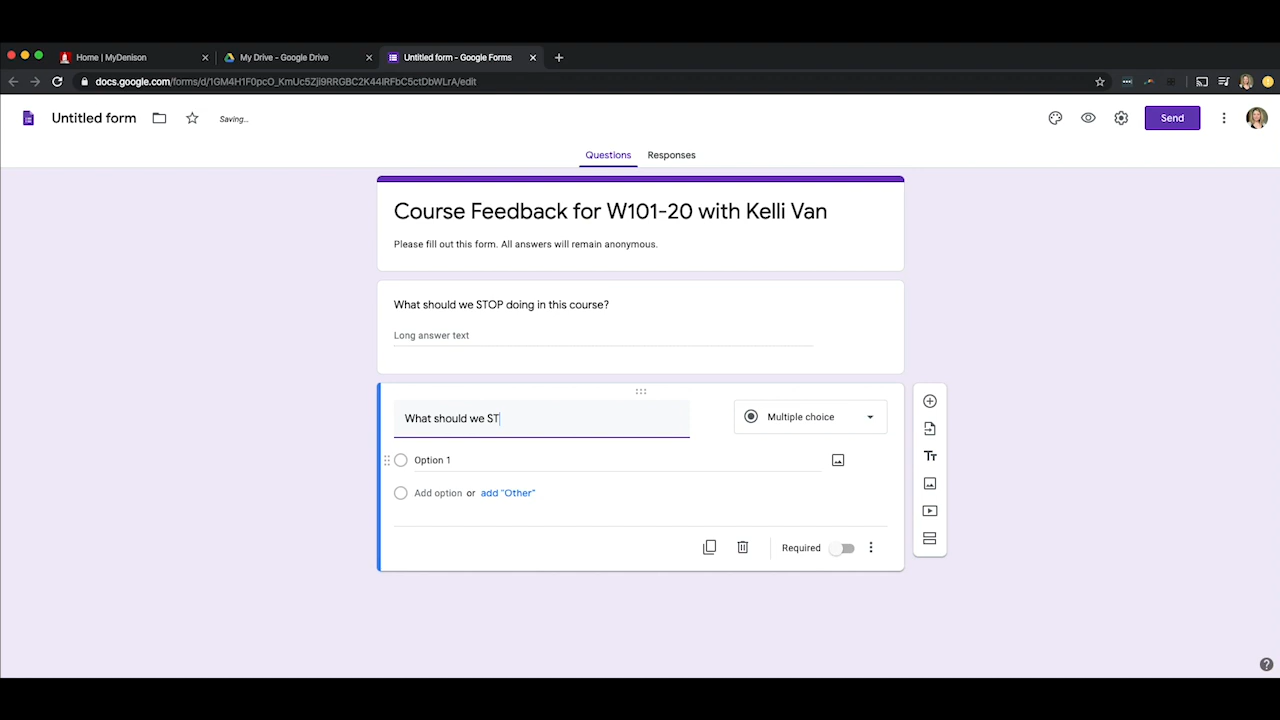 Home | MyDenison
My Drive - Google Drive
Untitled form - Google Forms
docs.google.com/forms/d/1GM4H1F0pcO_KmUc5Zji9RRGBC2K44lRFbC5ctDbWLrA/edit
Untitled form
Saving...
Send
Questions
Responses
Course Feedback for W101-20 with Kelli Van
Please fill out this form. All answers will remain anonymous.
What should we STOP doing in this course?
Long answer text
What should we ST
Multiple choice
Option 1
Add option or add "Other"
Required